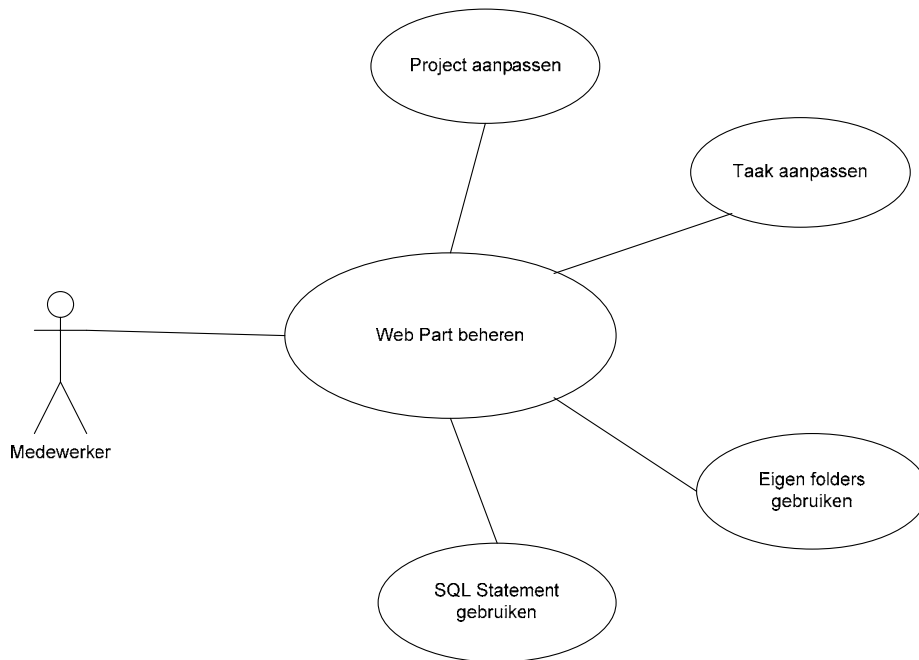 Project aanpassen
Taak aanpassen
Web Part beheren
Medewerker
Eigen folders
gebruiken
SQL Statement
gebruiken